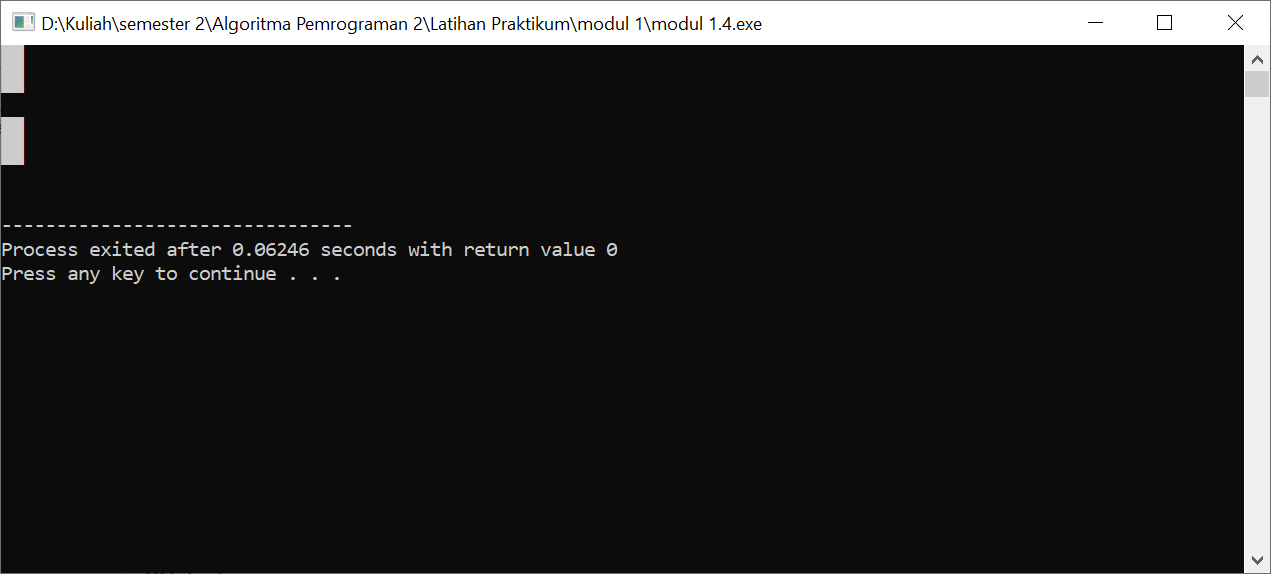 D:\Kuliah\semester 2\Algoritma Pemrograman 2\Latihan Praktikum\modul 1\modul 1.4.exe
--------------------------------
Process exited after 0.06246 seconds with return value 0
Press any key to continue . . .